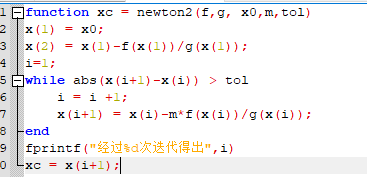 1 function xc = newton2(f,g, x0,m,tol)
2 x(1) = x0;
3 x(2) = x(1)-f(x(1))/g(x(1));
4 i=1;
5 while abs(x(i+1)-x(i)) > tol
6 i = i +1;
7 x(i+1) = x(i)-m*f(x(i))/g(x(i));
8 end
9 fprintf("经过%d次迭代得出",i)
0 xc = x(i+1);